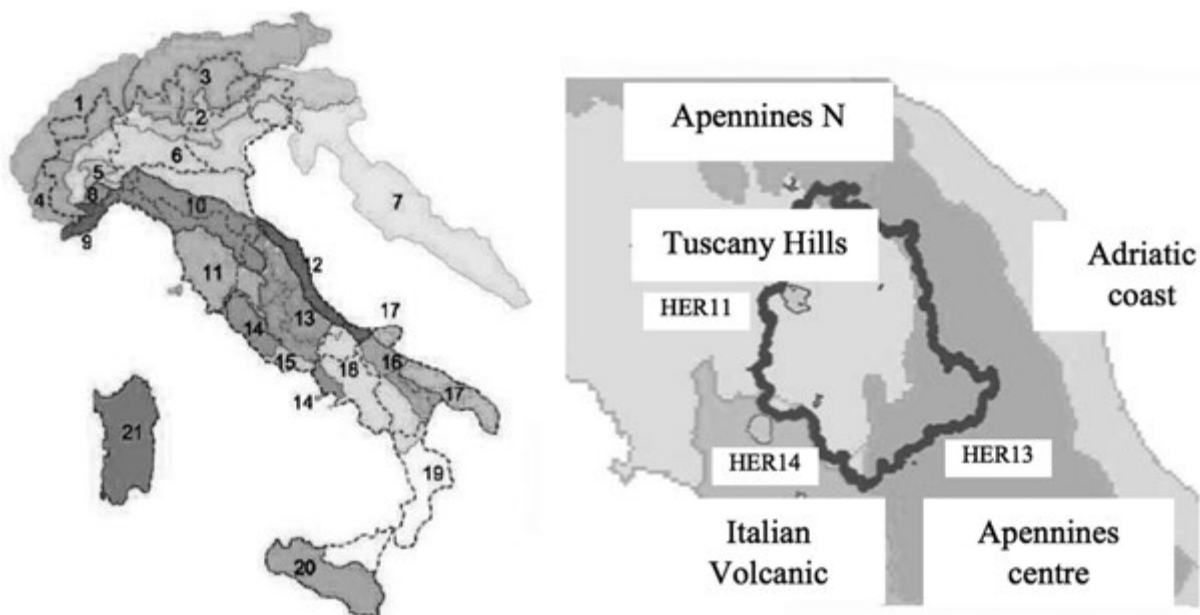 3
1
2
6
5
8
4
7
10
9
11
12
13
17
14
15
18
16
14
17
21
19
20
Apennines N
Tuscany Hills
Adriatic
coast
HER11
HER14
HER13
Italian
Volcanic
Apennines
centre